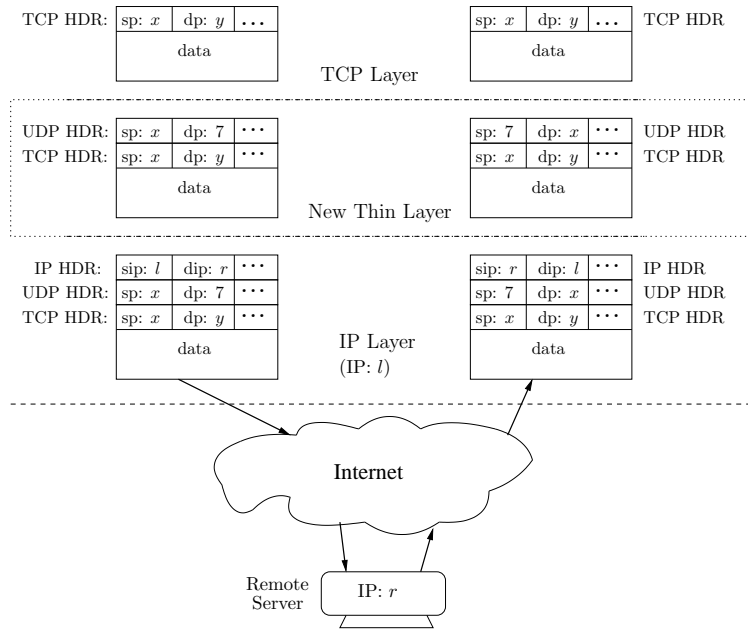 TCP HDR: sp: x dp: y ... sp: x dp: y ... TCP HDR
data data
TCP Layer
UDP HDR: sp: x dp: 7 ... sp: 7 dp: x ... UDP HDR
TCP HDR: sp: x dp: y ... sp: x dp: y ... TCP HDR
data data
New Thin Layer
IP HDR: sip: l dip: r ... sip: r dip: l ... IP HDR
UDP HDR: sp: x dp: 7 ... sp: 7 dp: x ... UDP HDR
TCP HDR: sp: x dp: y ... sp: x dp: y ... TCP HDR
data data
IP Layer
(IP: l)
Internet
Remote
Server
IP: r